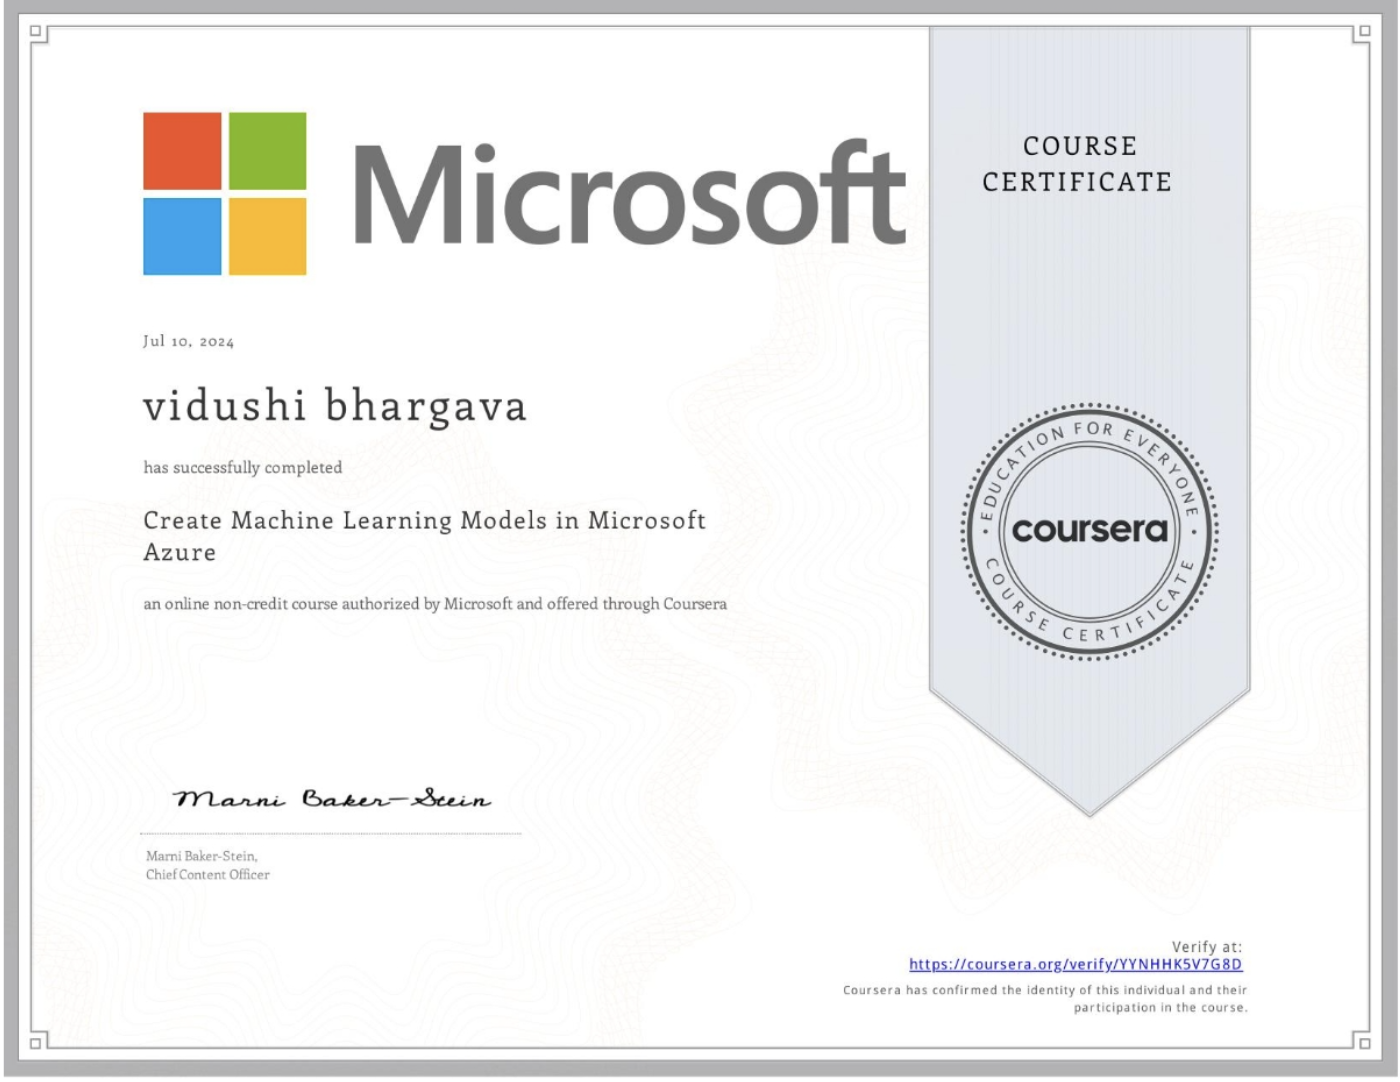 Microsoft
COURSE
CERTIFICATE
Jul 10, 2024
vidushi bhargava
has successfully completed
Create Machine Learning Models in Microsoft
Azure
an online non-credit course authorized by Microsoft and offered through Coursera
EDUCATION FOR EVERYONE
coursera
COURSE CERTIFICATE
Marni Baker-Stein
Marni Baker-Stein,
Chief Content Officer
Verify at:
https://coursera.org/verify/YYNHHK5V7G8D
Coursera has confirmed the identity of this individual and their
participation in the course.